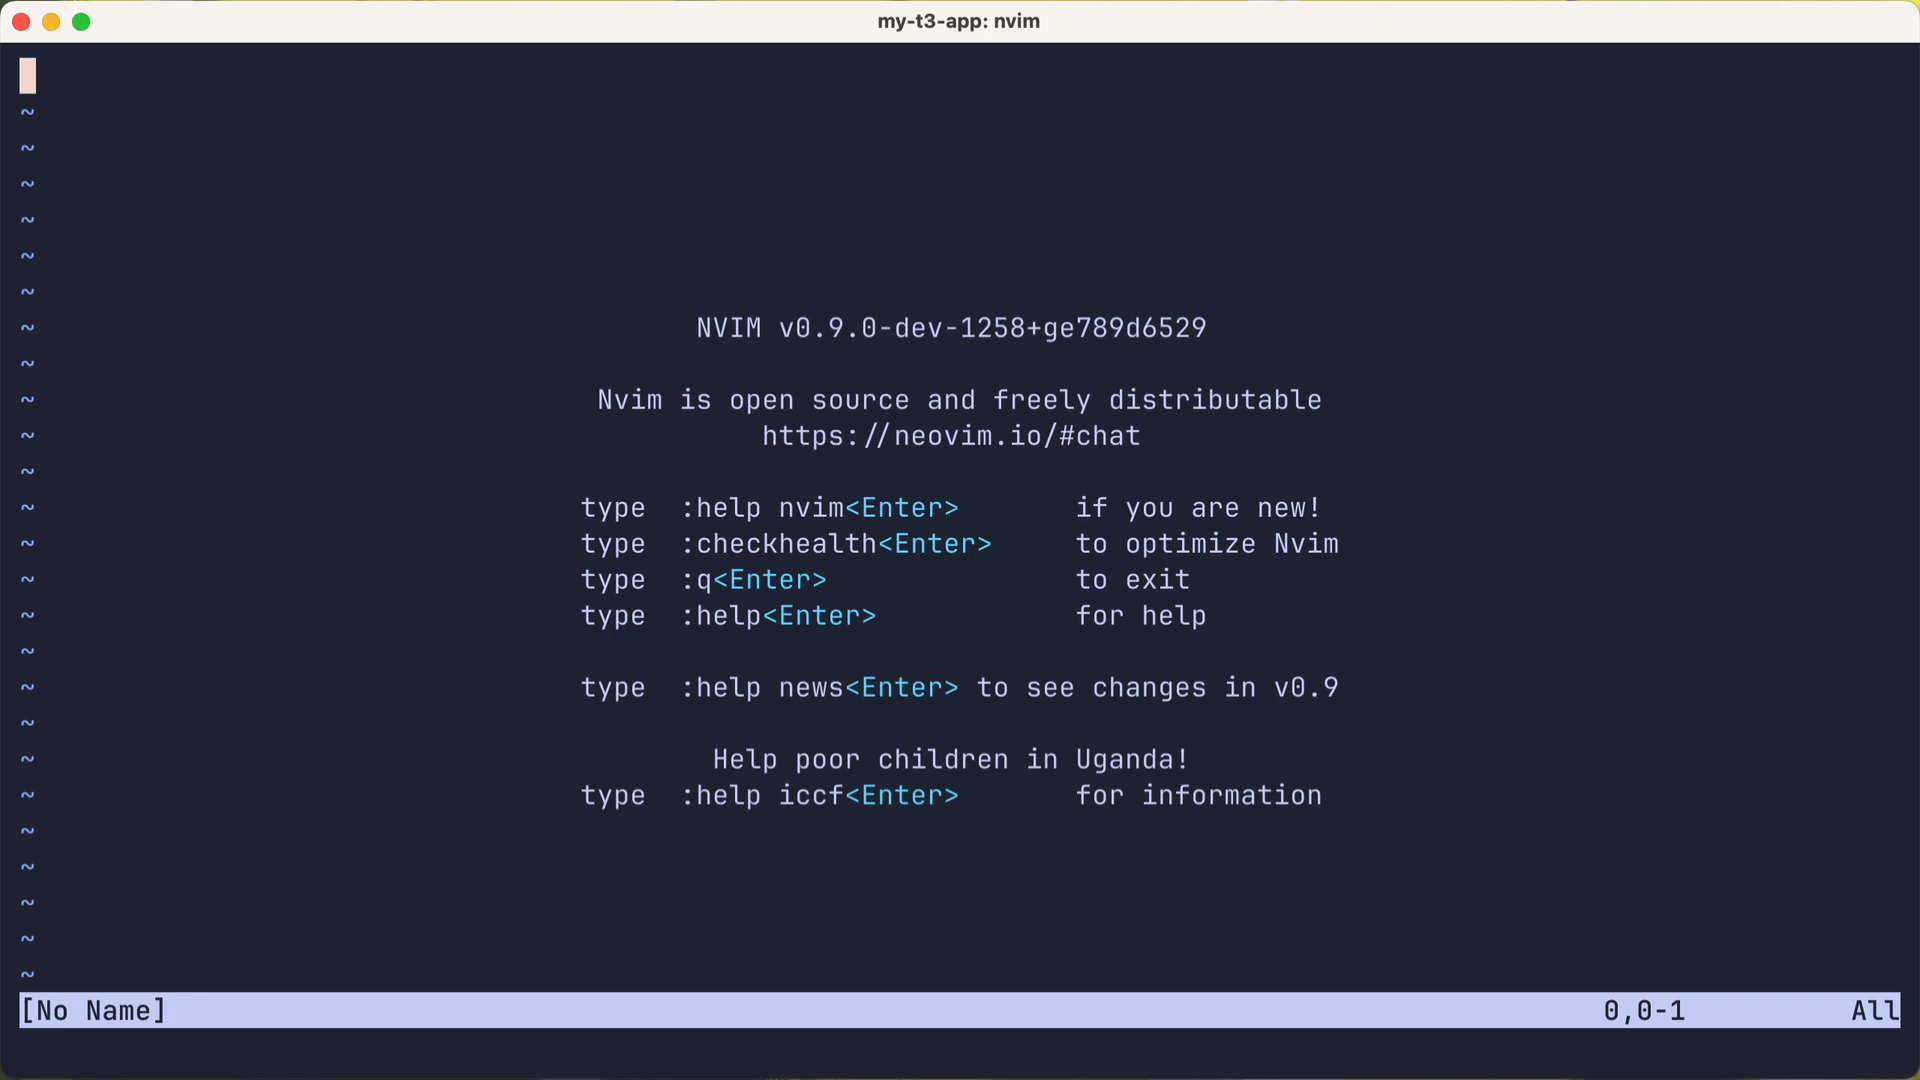 my-t3-app: nvim
~
~
~
~
~
~
~ NVIM v0.9.0-dev-1258+ge789d6529
~
~ Nvim is open source and freely distributable
~ https://neovim.io/#chat
~
~ type :help nvim<Enter> if you are new!
~ type :checkhealth<Enter> to optimize Nvim
~ type :q<Enter> to exit
~ type :help<Enter> for help
~
~ type :help news<Enter> to see changes in v0.9
~
~ Help poor children in Uganda!
~ type :help iccf<Enter> for information
~
~
~
~
~
[No Name] 0,0-1 All